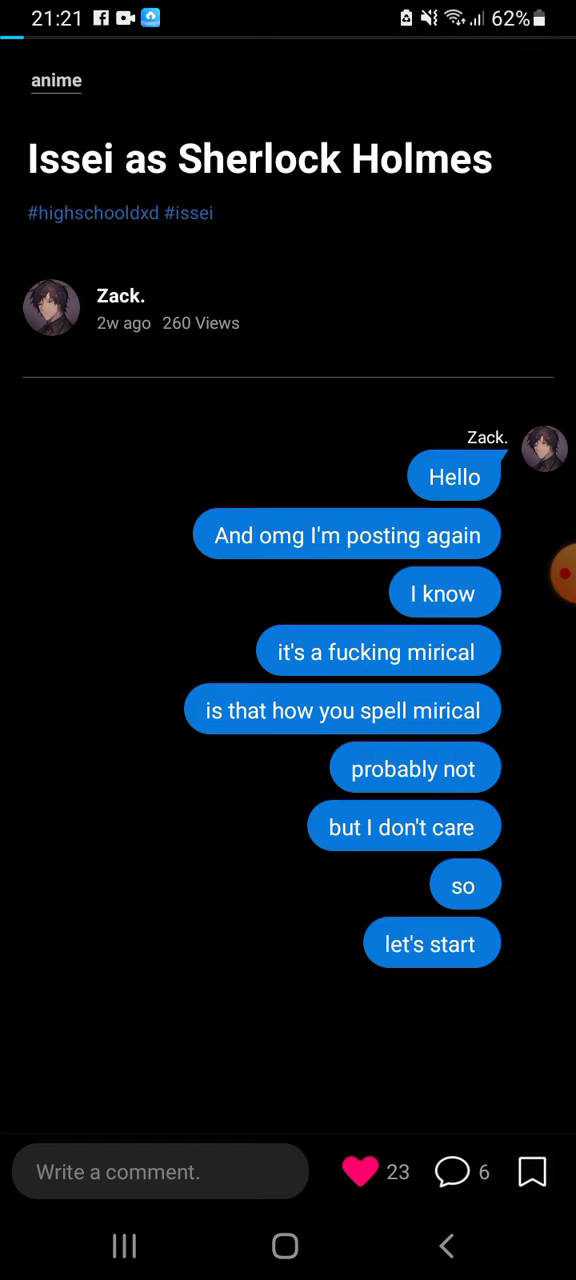 21:21
62%
anime
Issei as Sherlock Holmes
#highschooldxd #issei
Zack.
2w ago 260 Views
Zack.
Hello
And omg I'm posting again
I know
it's a fucking mirical
is that how you spell mirical
probably not
but I don't care
so
let's start
Write a comment.
23
6